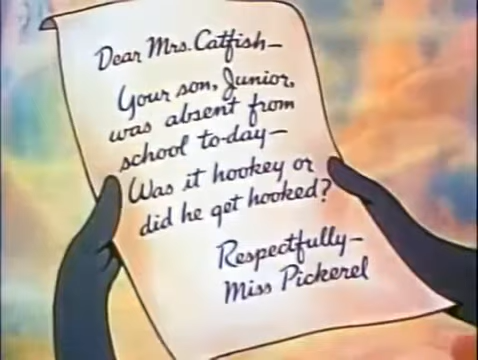 Dear Mrs. Catfish—
Your son, Junior,
was absent from
school to-day—
Was it hookey or
did he get hooked?
Respectfully—
Miss Pickerel